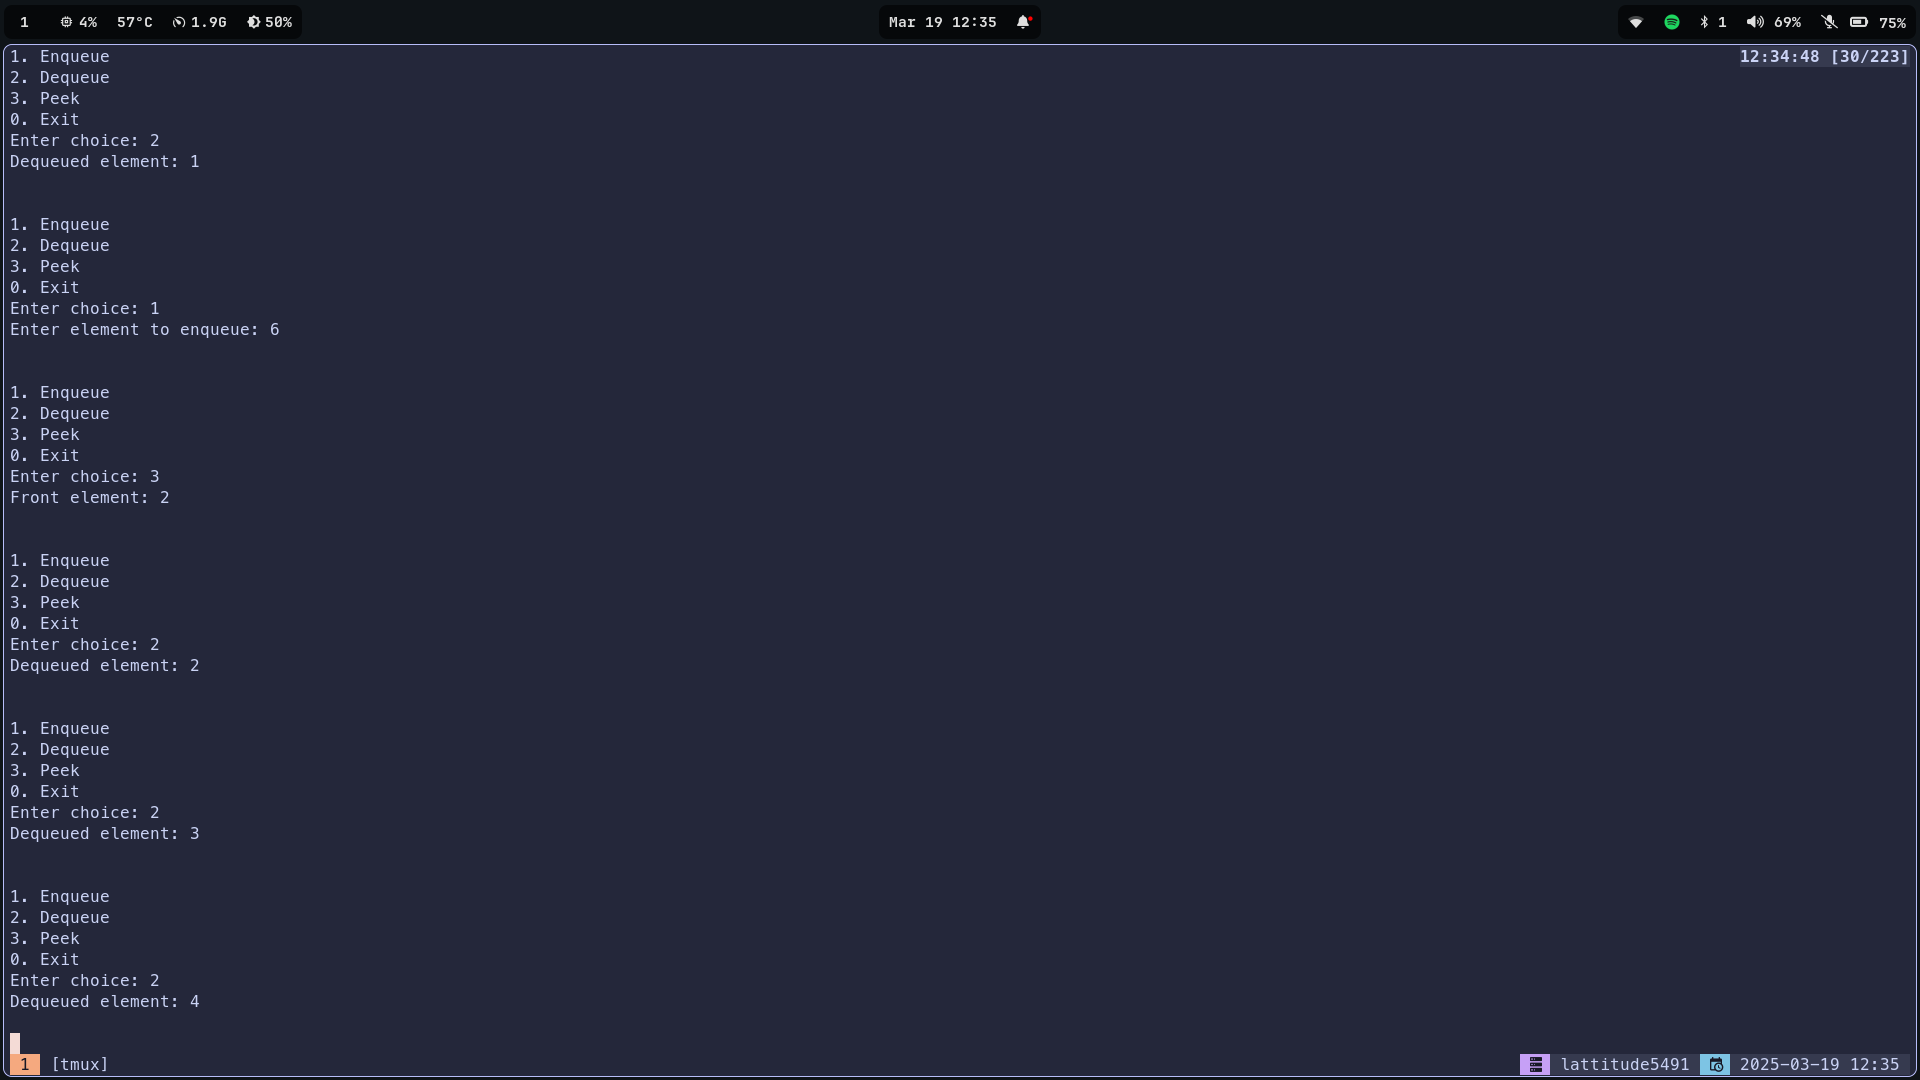 1 4% 57°C 1.9G 50% Mar 19 12:35 1 69% 75%
1. Enqueue 12:34:48 [30/223]
2. Dequeue
3. Peek
0. Exit
Enter choice: 2
Dequeued element: 1
1. Enqueue
2. Dequeue
3. Peek
0. Exit
Enter choice: 1
Enter element to enqueue: 6
1. Enqueue
2. Dequeue
3. Peek
0. Exit
Enter choice: 3
Front element: 2
1. Enqueue
2. Dequeue
3. Peek
0. Exit
Enter choice: 2
Dequeued element: 2
1. Enqueue
2. Dequeue
3. Peek
0. Exit
Enter choice: 2
Dequeued element: 3
1. Enqueue
2. Dequeue
3. Peek
0. Exit
Enter choice: 2
Dequeued element: 4
1 [tmux] lattitude5491 2025-03-19 12:35